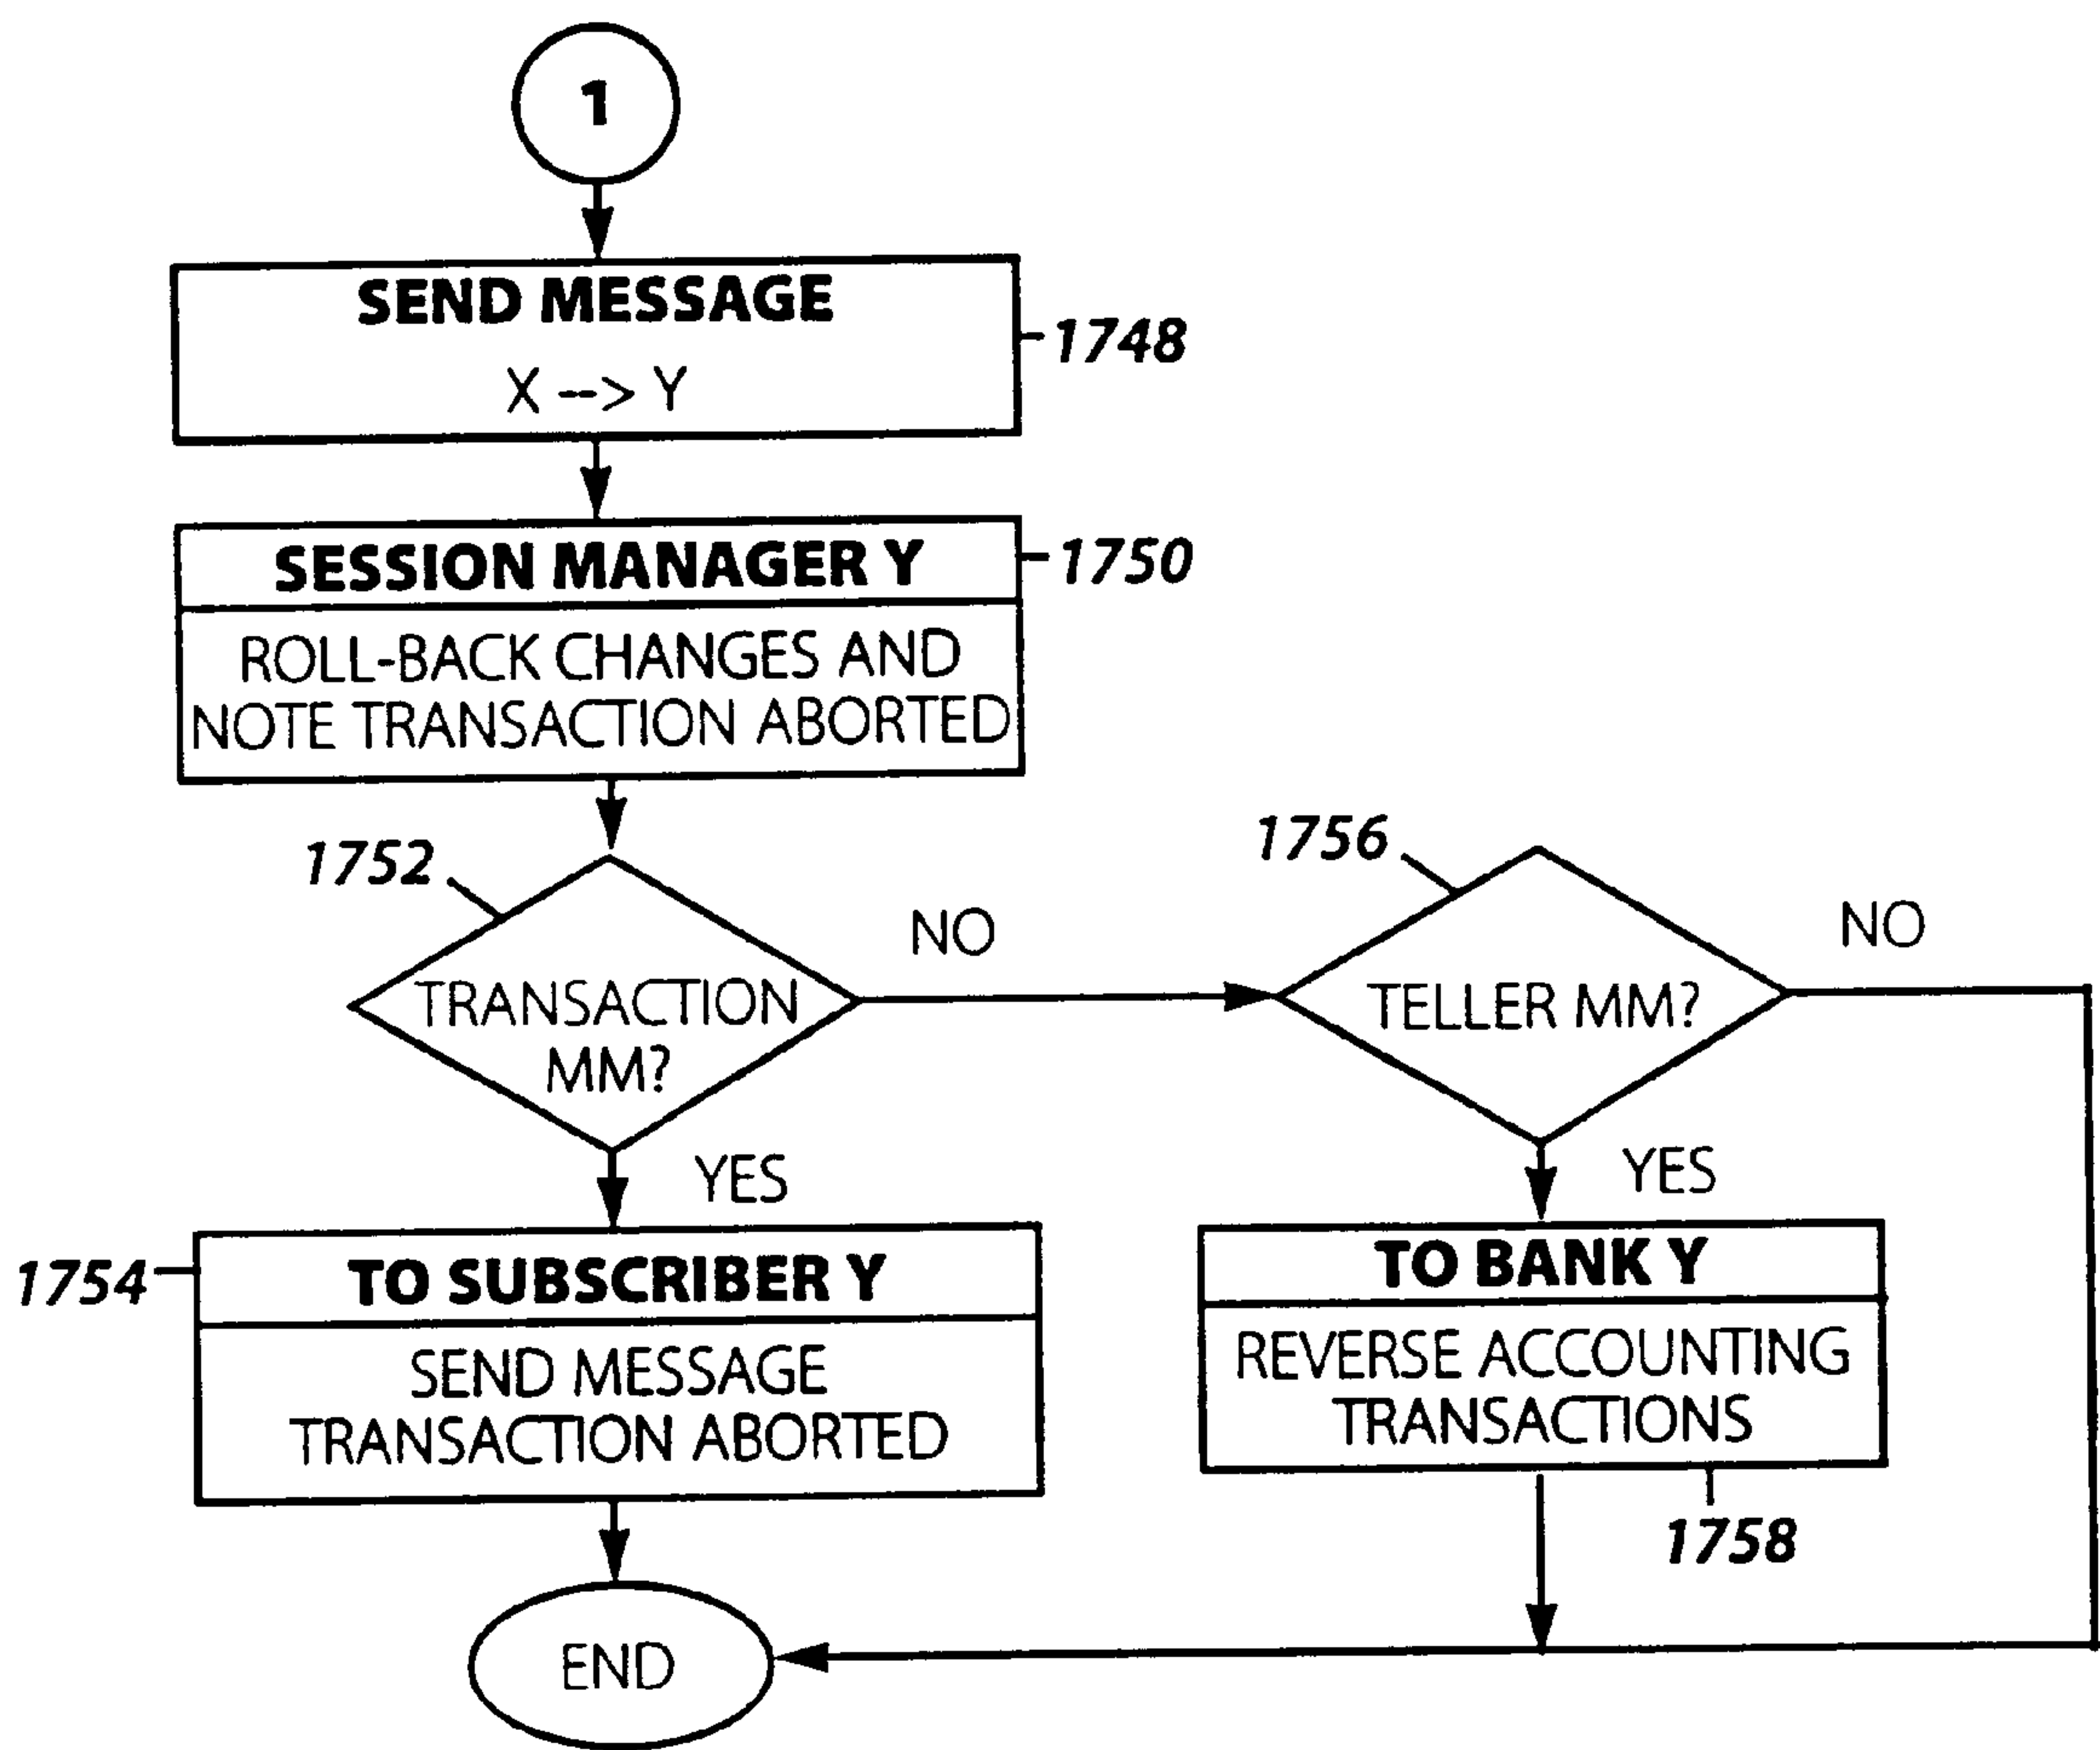 1
SEND MESSAGE
X --> Y
1748
SESSION MANAGER Y
1750
ROLL-BACK CHANGES AND
NOTE TRANSACTION ABORTED
1752
TRANSACTION
MM?
NO
YES
1756
TELLER MM?
NO
YES
1754
TO SUBSCRIBER Y
SEND MESSAGE
TRANSACTION ABORTED
TO BANK Y
REVERSE ACCOUNTING
TRANSACTIONS
1758
END